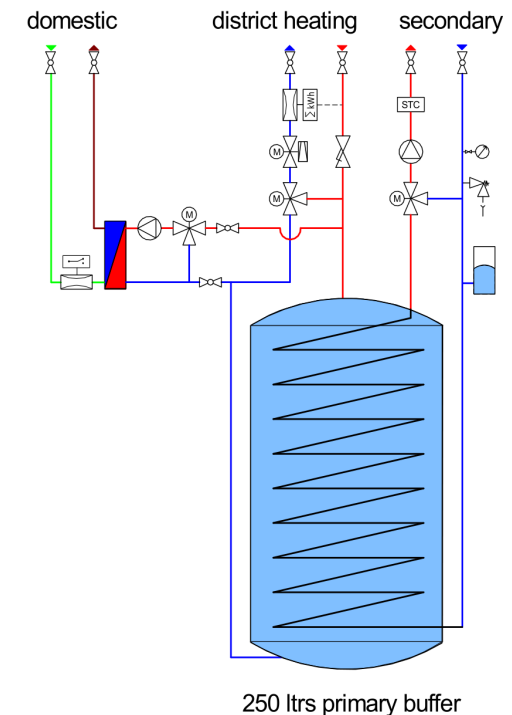 domestic
district heating
secondary
Σ kWh
STC
M
M
M
M
250 ltrs primary buffer